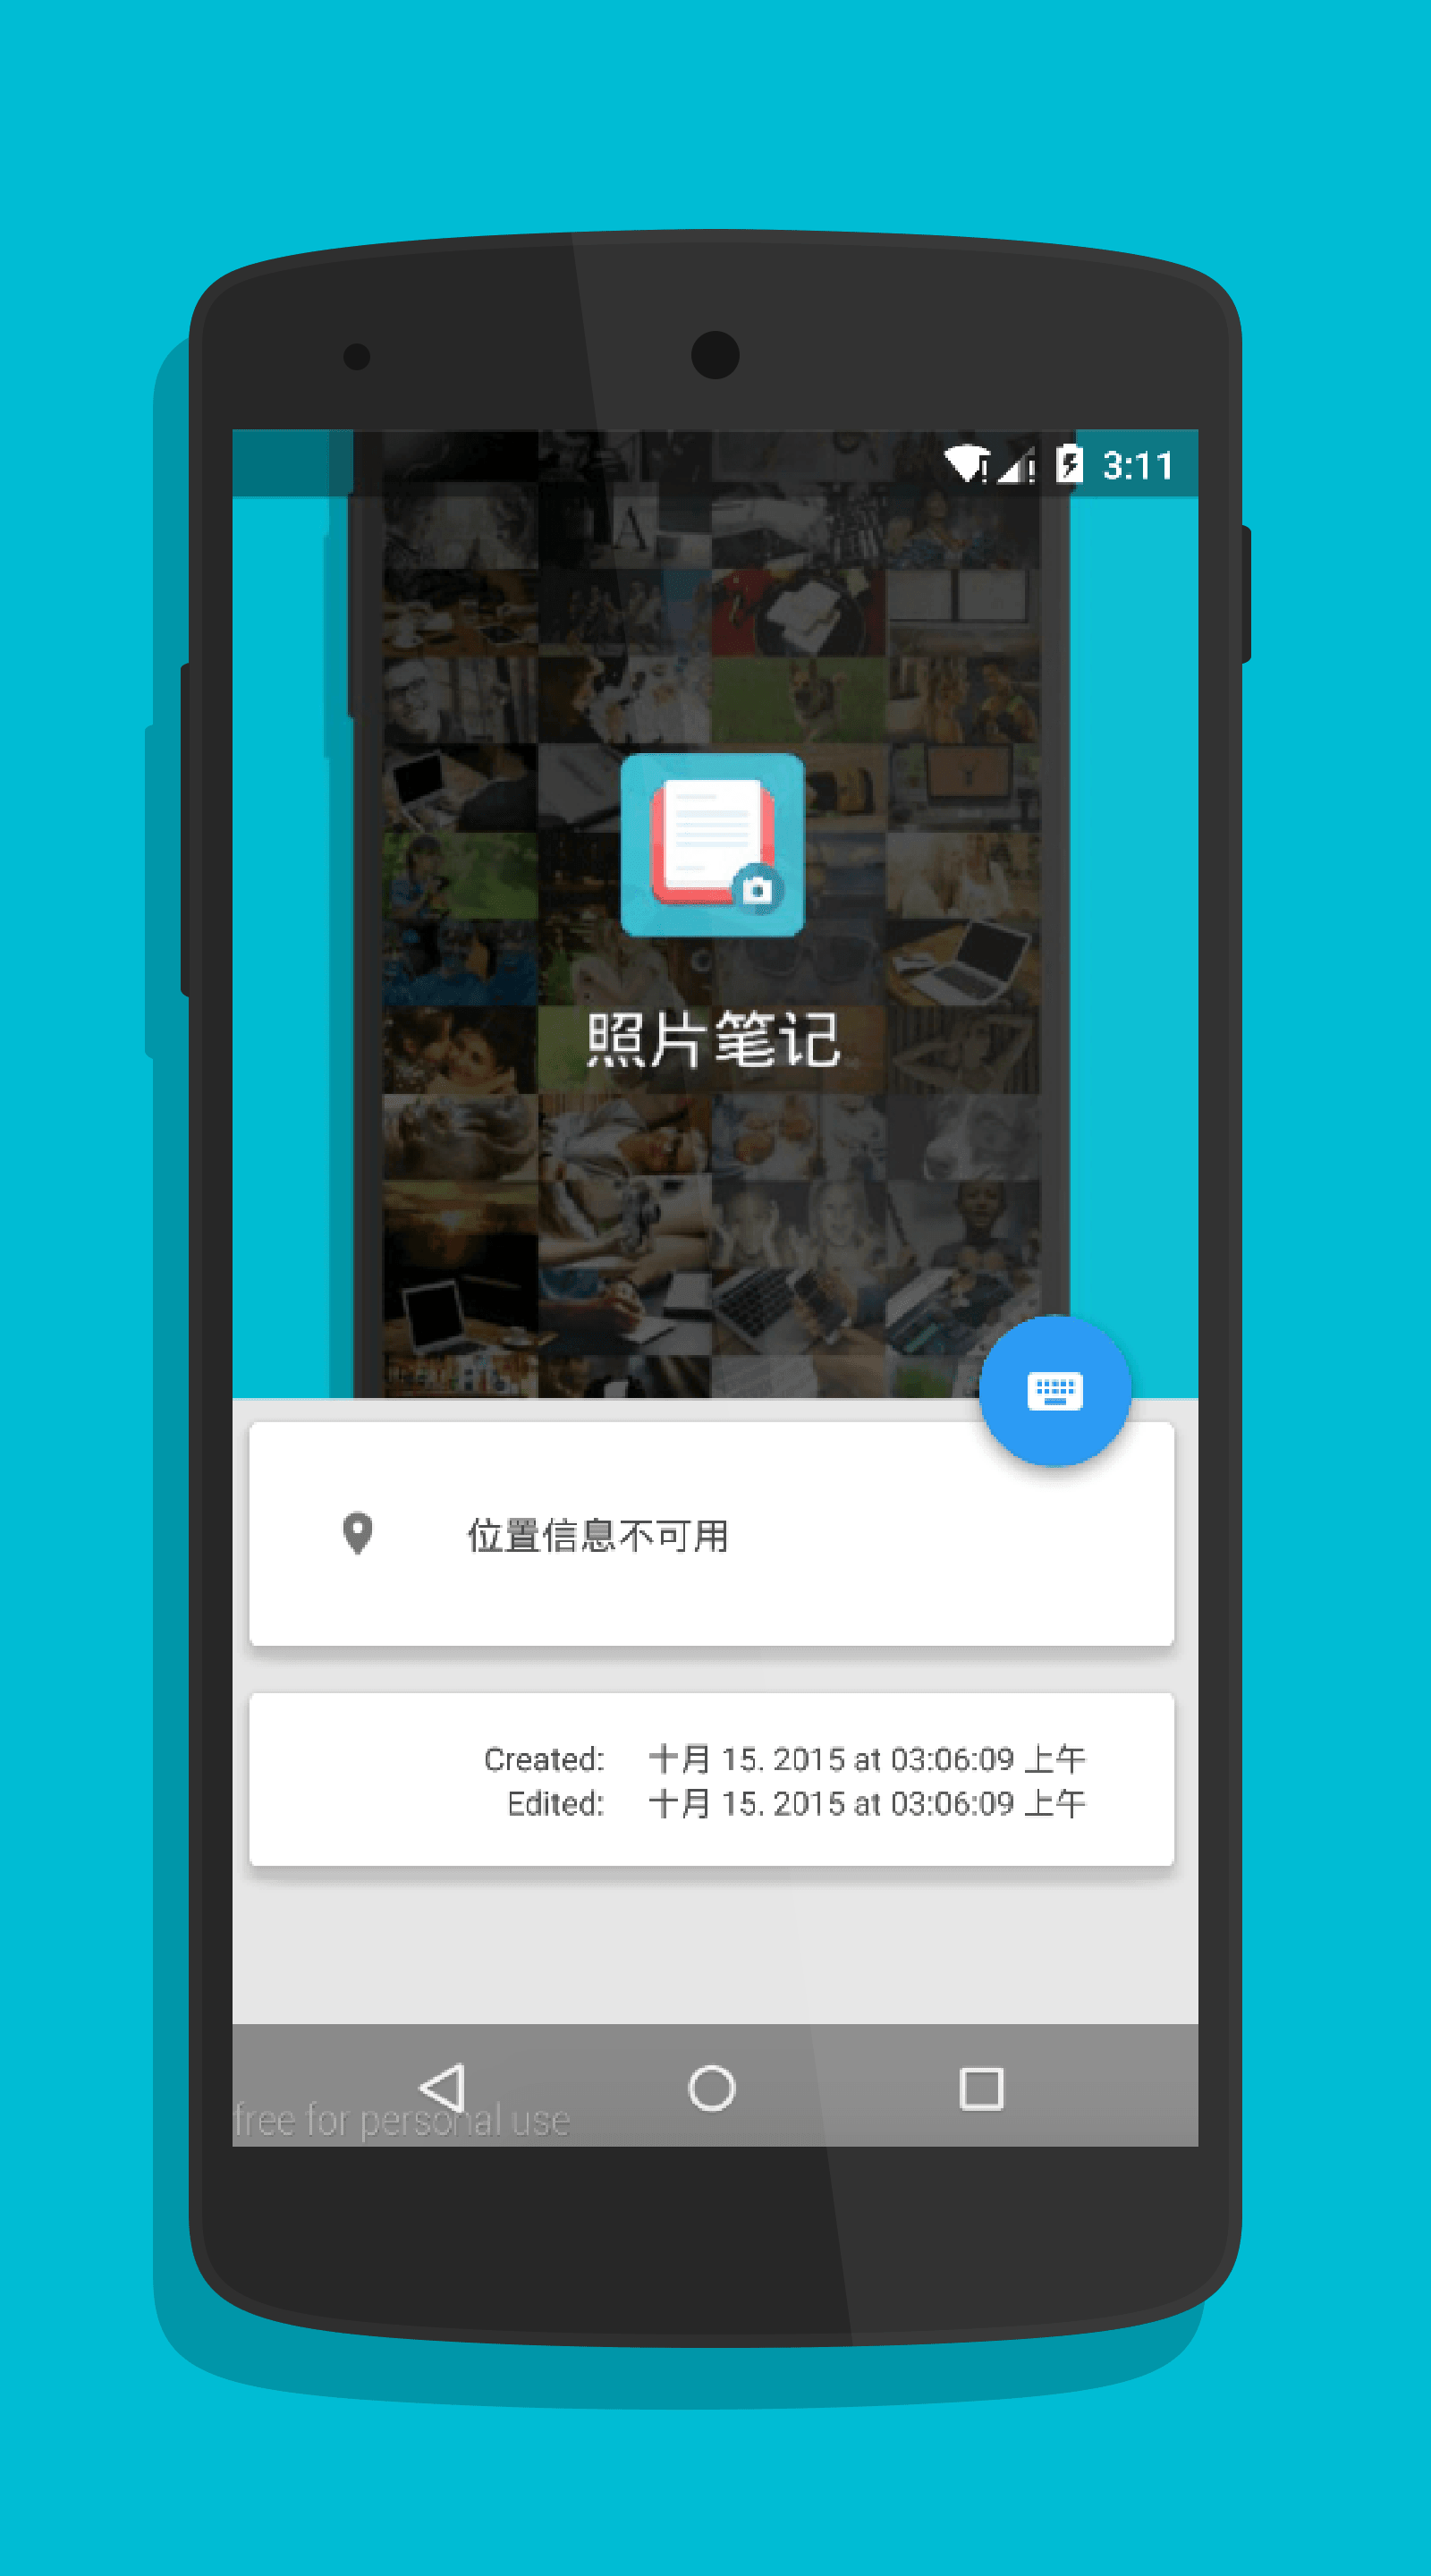 3:11
照片笔记
位置信息不可用
Created: 十月 15. 2015 at 03:06:09 上午
Edited: 十月 15. 2015 at 03:06:09 上午
free for personal use